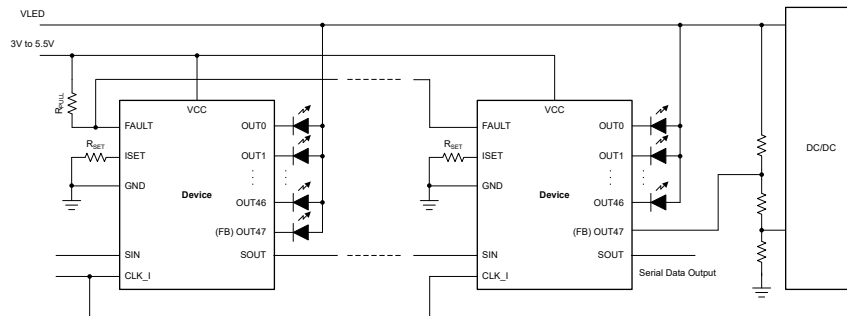 VLED
3V to 5.5V
RPULL
VCC
FAULT
OUT0
RSET
ISET
OUT1
GND
Device
OUT46
(FB) OUT47
SIN
SOUT
CLK_I
VCC
FAULT
OUT0
RSET
ISET
OUT1
GND
Device
OUT46
(FB) OUT47
SIN
SOUT
CLK_I
Serial Data Output
DC/DC